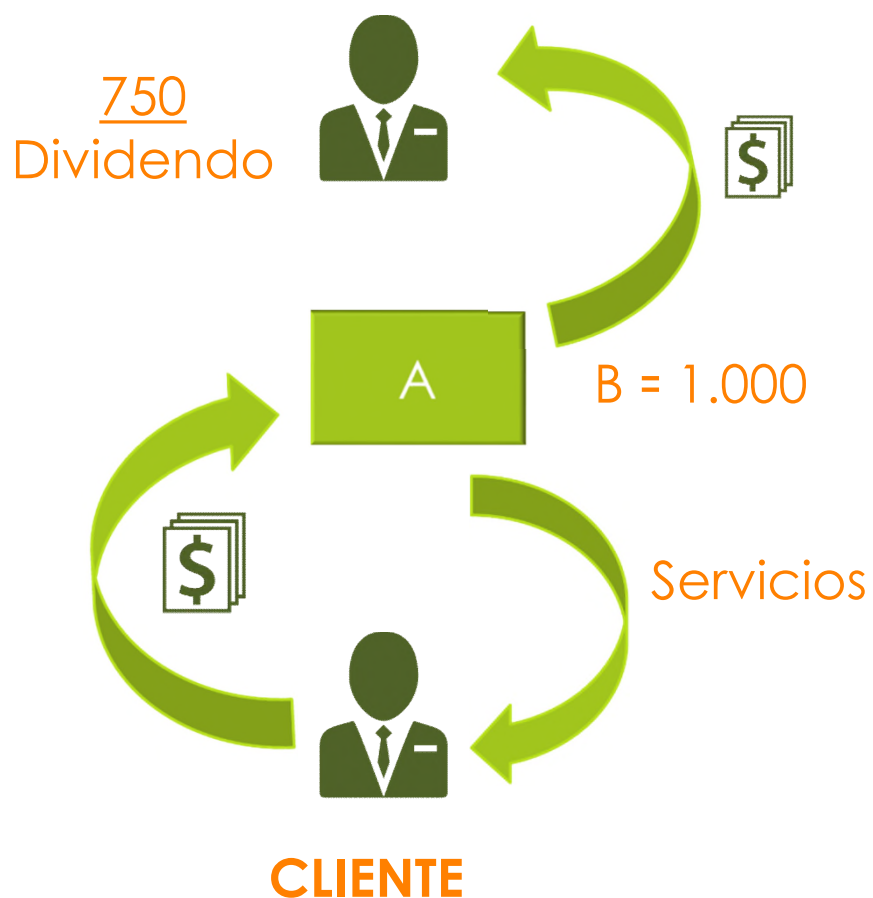 750
Dividendo
$
A
B = 1.000
$
Servicios
CLIENTE